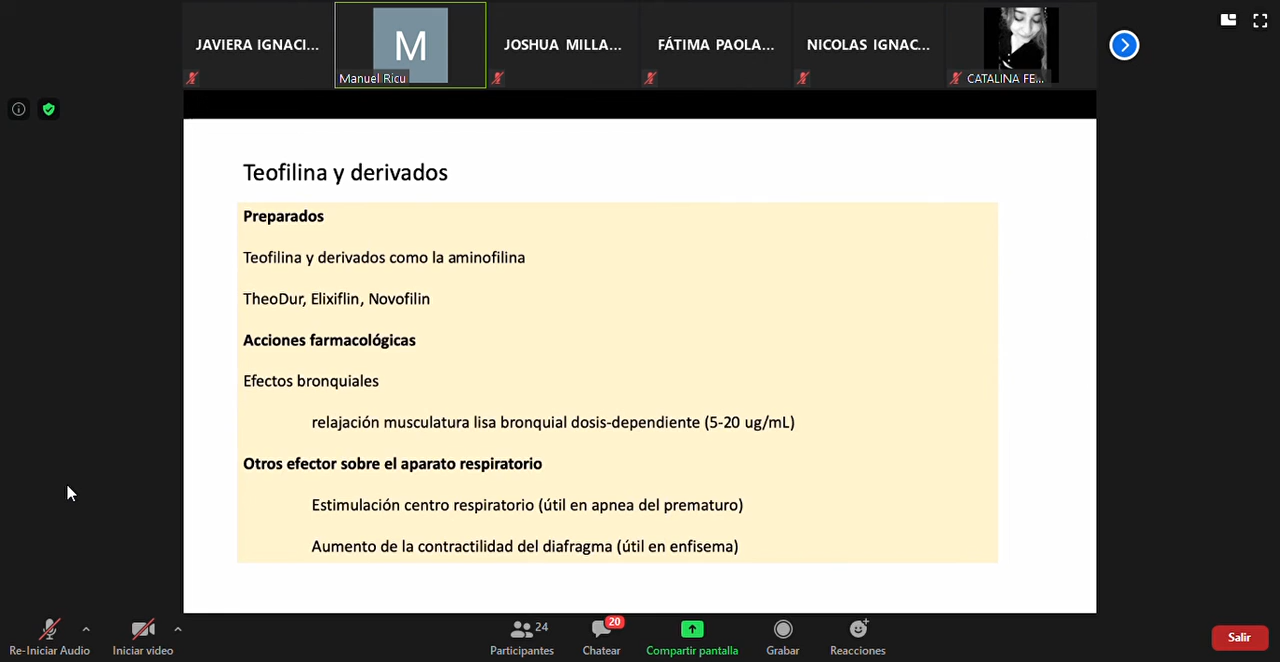 JAVIERA IGNACI...
M
Manuel Ricu
JOSHUA MILLA...
FÁTIMA PAOLA...
NICOLAS IGNAC...
CATALINA FE...
Teofilina y derivados
Preparados
Teofilina y derivados como la aminofilina
TheoDur, Elixiflin, Novofilin
Acciones farmacológicas
Efectos bronquiales
relajación musculatura lisa bronquial dosis-dependiente (5-20 ug/mL)
Otros efector sobre el aparato respiratorio
Estimulación centro respiratorio (útil en apnea del prematuro)
Aumento de la contractilidad del diafragma (útil en enfisema)
Re-Iniciar Audio
Iniciar video
24
Participantes
20
Chatear
Compartir pantalla
Grabar
Reacciones
Salir